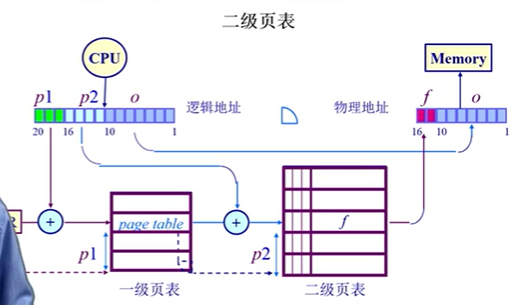 二级页表
CPU
Memory
p1 p2 o
逻辑地址
物理地址
f o
20 16 10 1
16 10 1
+
page table
+
f
p1
p2
一级页表
二级页表